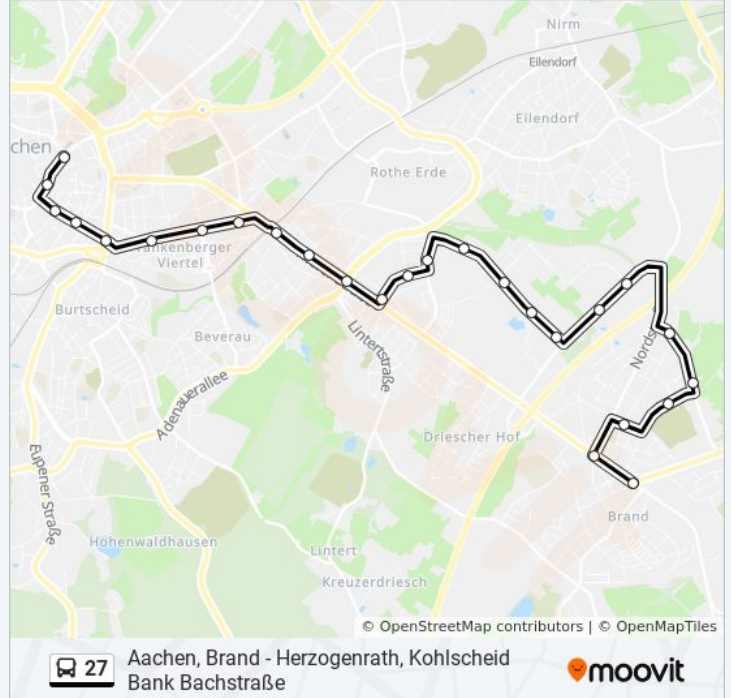 Nirm
Eilendorf
Eilendorf
chen
Rothe Erde
ankenberger
Viertel
Burtscheid
Beverau
Lintertstraße
Nords
Adenauerallee
Driescher Hof
Eupener Straße
Brand
Hohenwaldhausen
Lintert
Kreuzerdriesch
© OpenStreetMap contributors | © OpenMapTiles
27
Aachen, Brand - Herzogenrath, Kohlscheid
Bank Bachstraße
moovit